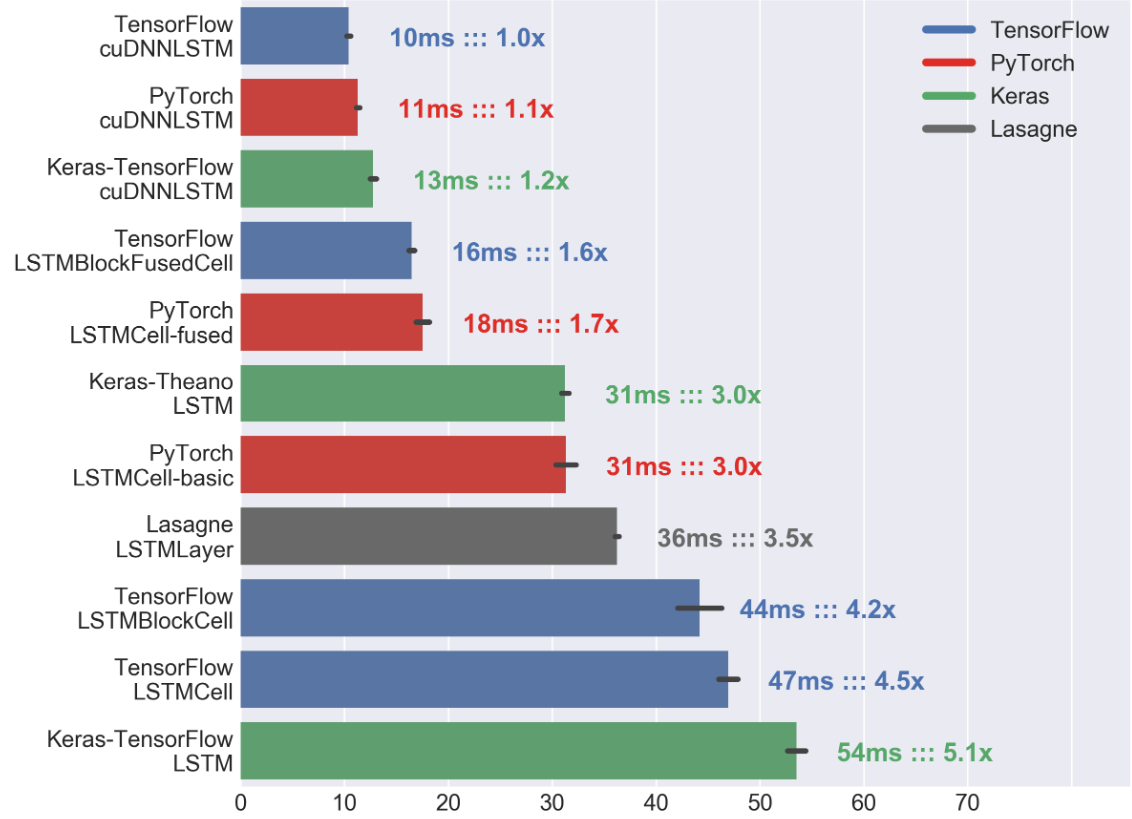 TensorFlow
cuDNNLSTM
10ms ::: 1.0x
PyTorch
cuDNNLSTM
11ms ::: 1.1x
Keras-TensorFlow
cuDNNLSTM
13ms ::: 1.2x
TensorFlow
LSTMBlockFusedCell
16ms ::: 1.6x
PyTorch
LSTMCell-fused
18ms ::: 1.7x
Keras-Theano
LSTM
31ms ::: 3.0x
PyTorch
LSTMCell-basic
31ms ::: 3.0x
Lasagne
LSTMLayer
36ms ::: 3.5x
TensorFlow
LSTMBlockCell
44ms ::: 4.2x
TensorFlow
LSTMCell
47ms ::: 4.5x
Keras-TensorFlow
LSTM
54ms ::: 5.1x
TensorFlow
PyTorch
Keras
Lasagne
0 10 20 30 40 50 60 70